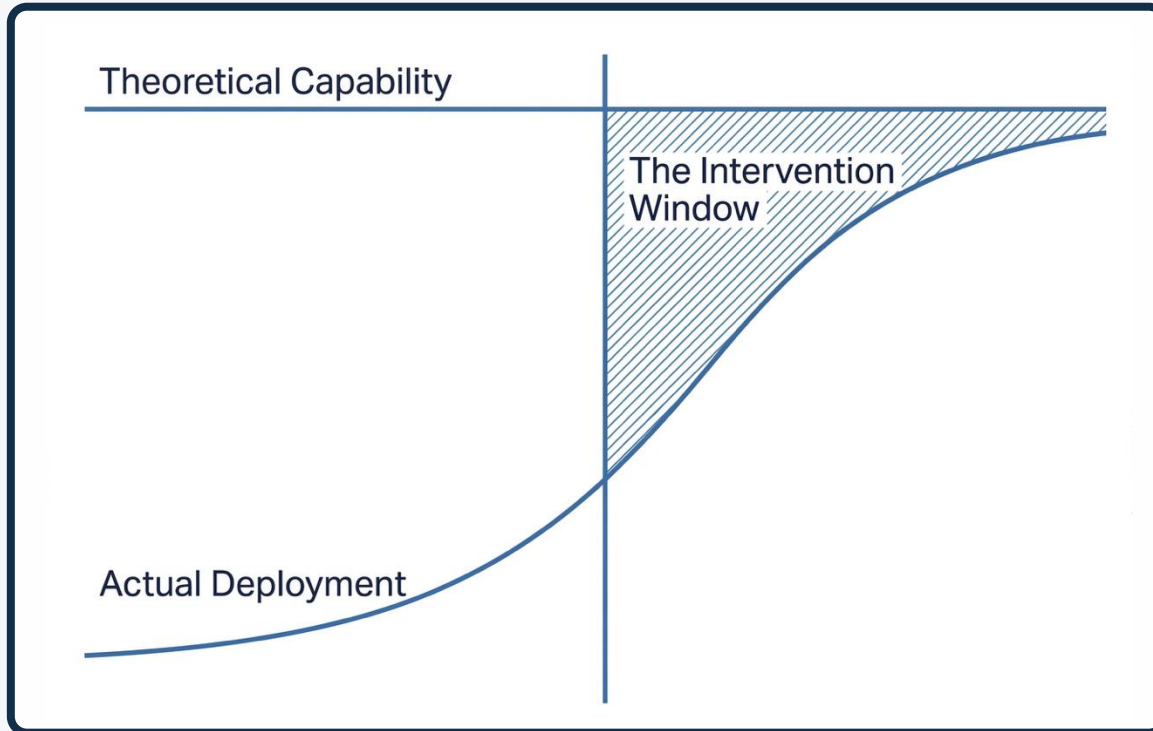 Theoretical Capability
The Intervention
Window
Actual Deployment